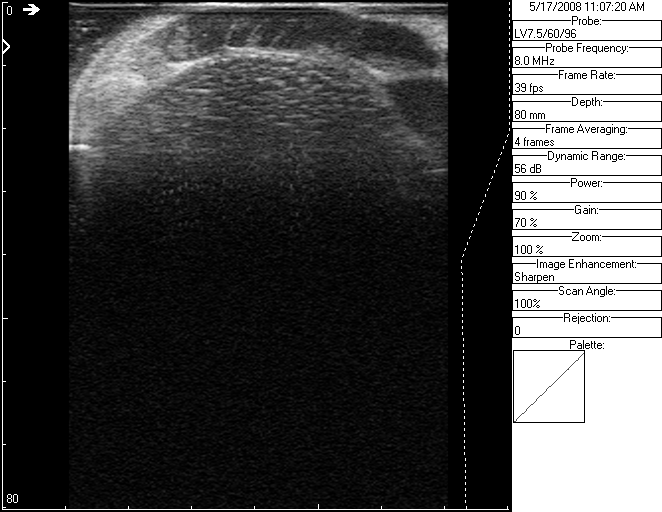 0
80
5/17/2008 11:07:20 AM
Probe:
LV7.5/60/96
Probe Frequency:
8.0 MHz
Frame Rate:
39 fps
Depth:
80 mm
Frame Averaging:
4 frames
Dynamic Range:
56 dB
Power:
90 %
Gain:
70 %
Zoom:
100 %
Image Enhancement:
Sharpen
Scan Angle:
100%
Rejection:
0
Palette: